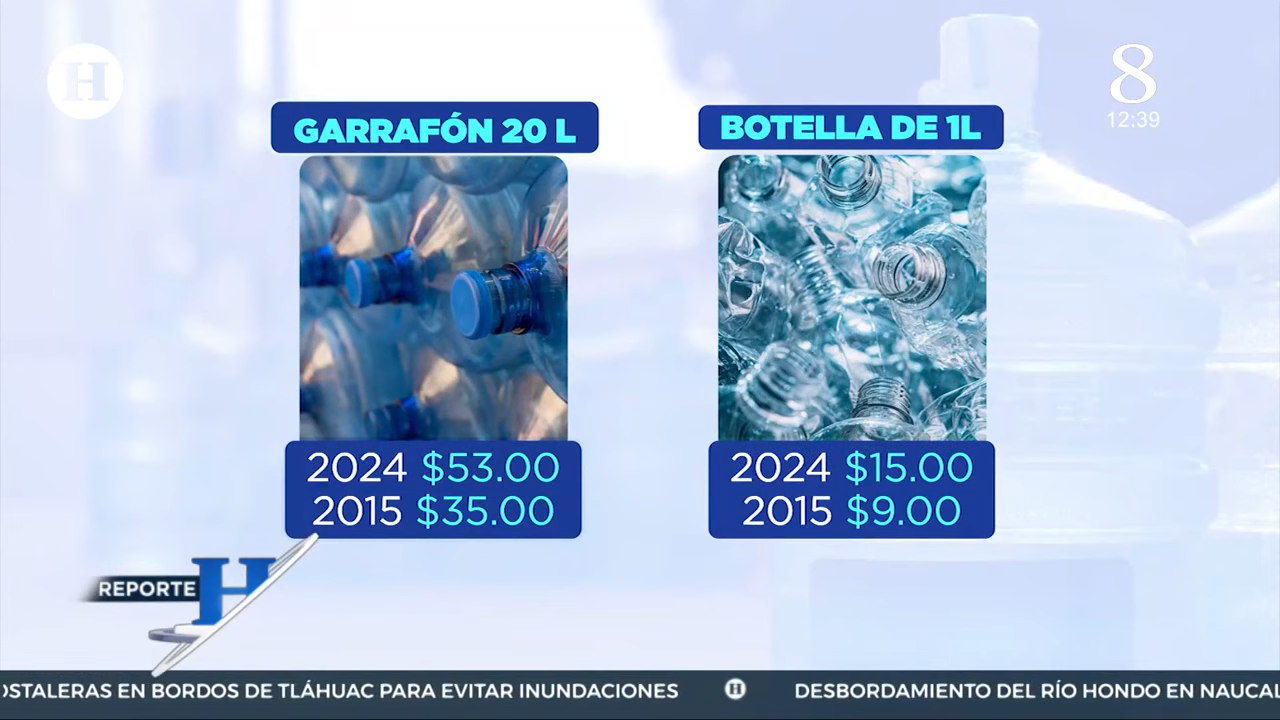 H
8
12:39
GARRAFÓN 20 L
BOTELLA DE 1L
2024 $53.00
2015 $35.00
2024 $15.00
2015 $9.00
REPORTE H
OSTALERAS EN BORDOS DE TLÁHUAC PARA EVITAR INUNDACIONES H DESBORDAMIENTO DEL RÍO HONDO EN NAUCAL